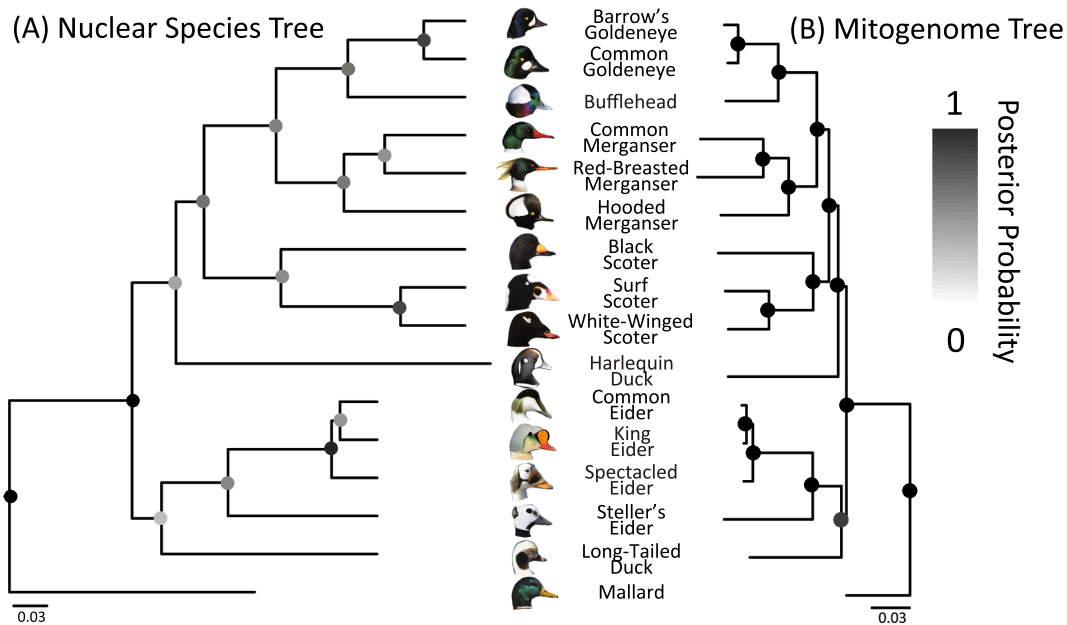 (A) Nuclear Species Tree
(B) Mitogenome Tree
Barrow's
Goldeneye
Common
Goldeneye
Bufflehead
Common
Merganser
Red-Breasted
Merganser
Hooded
Merganser
Black
Scoter
Surf
Scoter
White-Winged
Scoter
Harlequin
Duck
Common
Eider
King
Eider
Spectacled
Eider
Steller's
Eider
Long-Tailed
Duck
Mallard
1
Posterior Probability
0
0.03
0.03